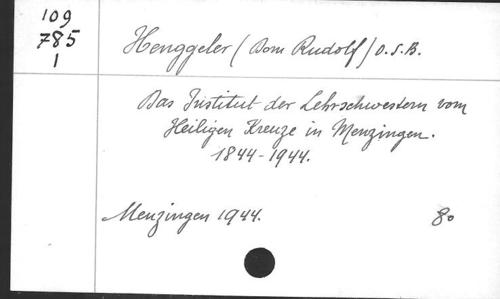 109
785
1
Henggeler (Dom Rudolf) O.S.B.
Das Institut der Lehrschwestern vom
Heiligen Kreuze in Menzingen.
1844-1944.
Menzingen 1944. 8o